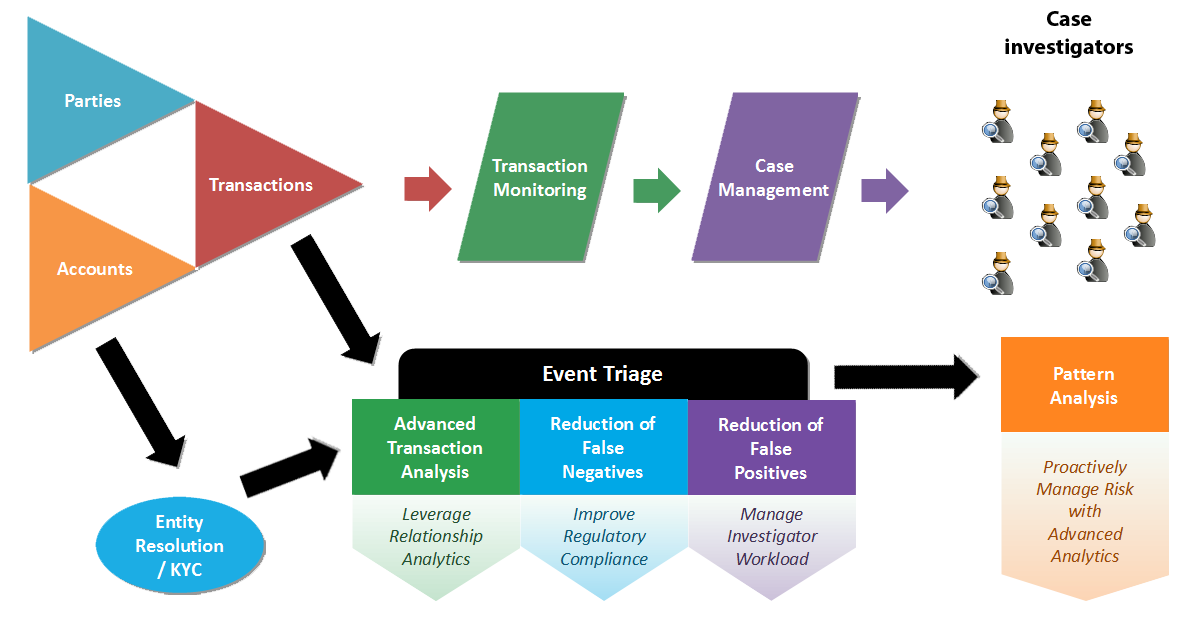 Case
investigators
Parties
Transactions
Accounts
Transaction
Monitoring
Case
Management
Event Triage
Advanced
Transaction
Analysis
Leverage
Relationship
Analytics
Reduction of
False
Negatives
Improve
Regulatory
Compliance
Reduction of
False
Positives
Manage
Investigator
Workload
Pattern
Analysis
Proactively
Manage Risk
with
Advanced
Analytics
Entity
Resolution
/ KYC